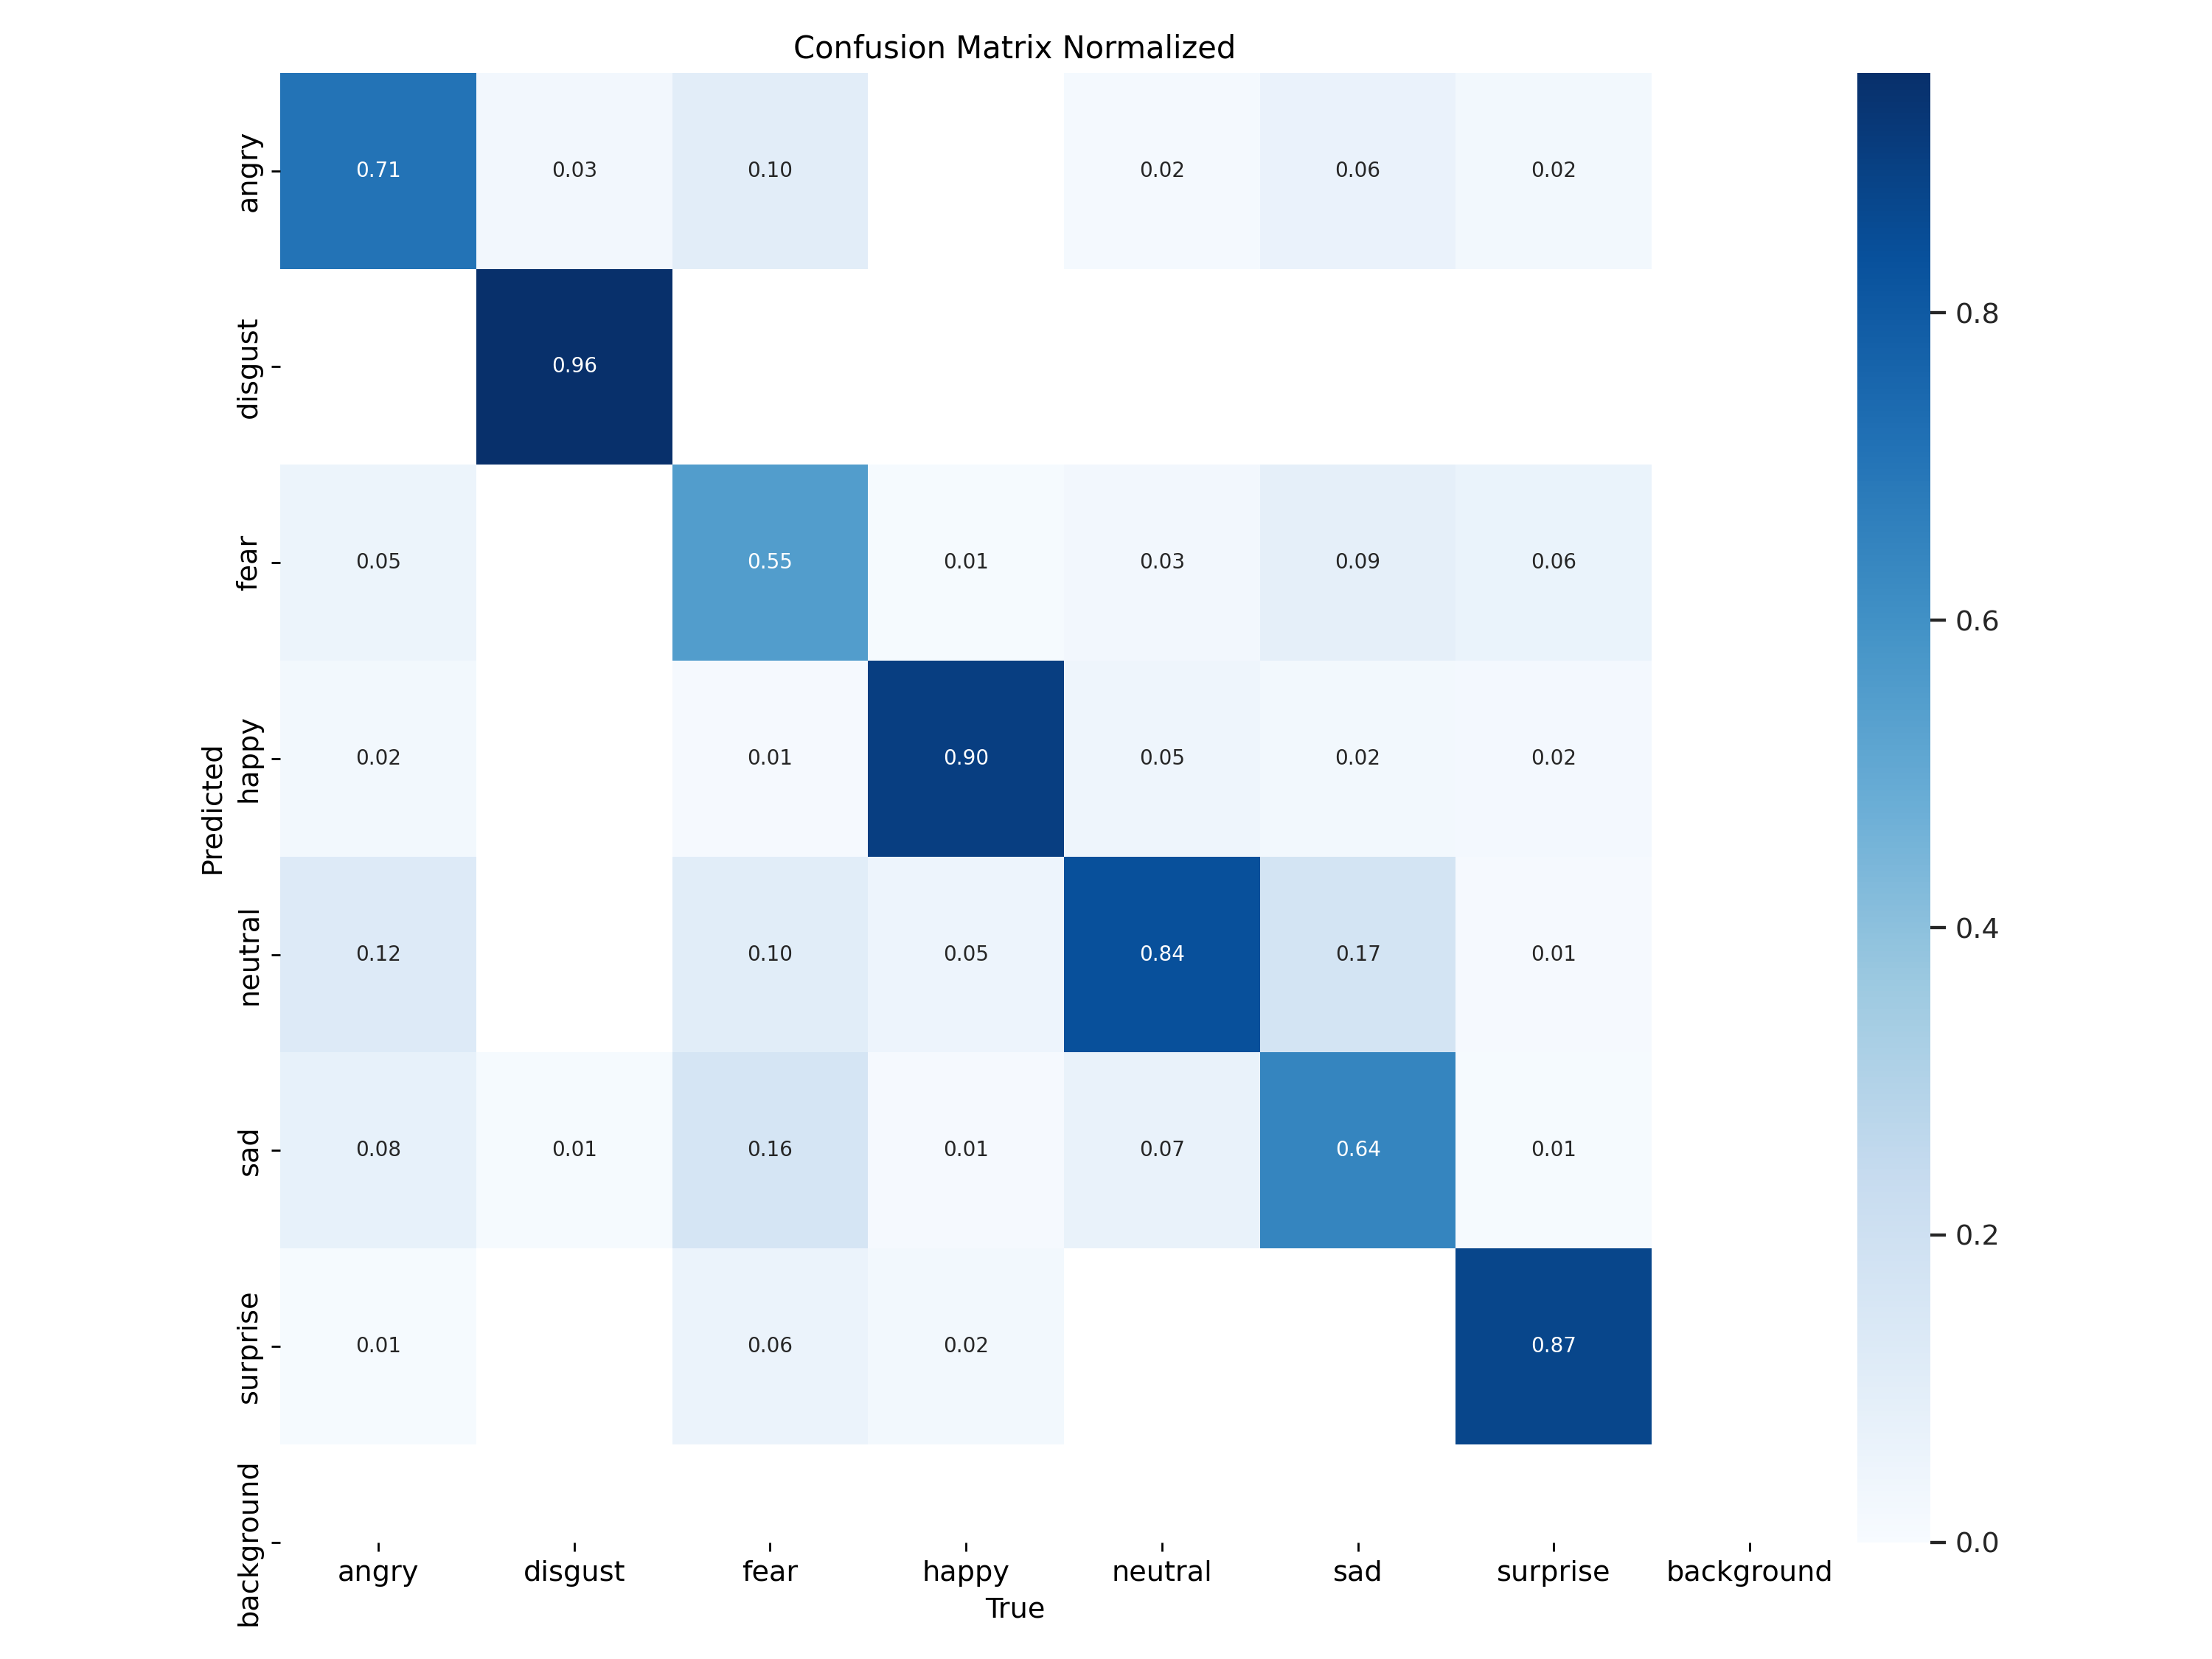 Confusion Matrix Normalized
angry
0.71 0.03 0.10 0.02 0.06 0.02
disgust
0.96
0.8
fear
0.05 0.55 0.01 0.03 0.09 0.06
0.6
happy
0.02 0.01 0.90 0.05 0.02 0.02
Predicted
neutral
0.12 0.10 0.05 0.84 0.17 0.01
0.4
sad
0.08 0.01 0.16 0.01 0.07 0.64 0.01
0.2
surprise
0.01 0.06 0.02 0.87
background
0.0
angry disgust fear happy neutral sad surprise background
True